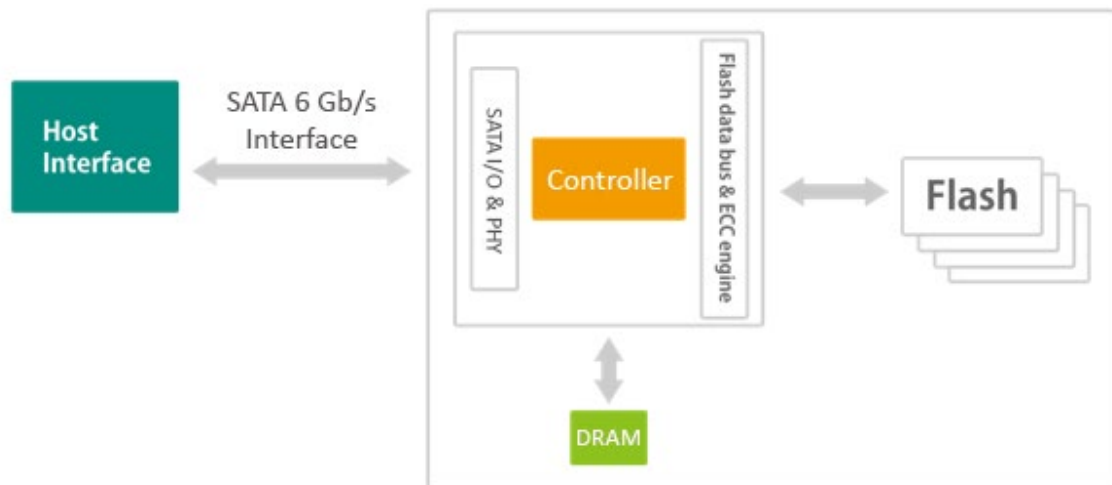 Host
Interface
SATA 6 Gb/s
Interface
SATA I/O & PHY
Controller
Flash data bus & ECC engine
Flash
DRAM